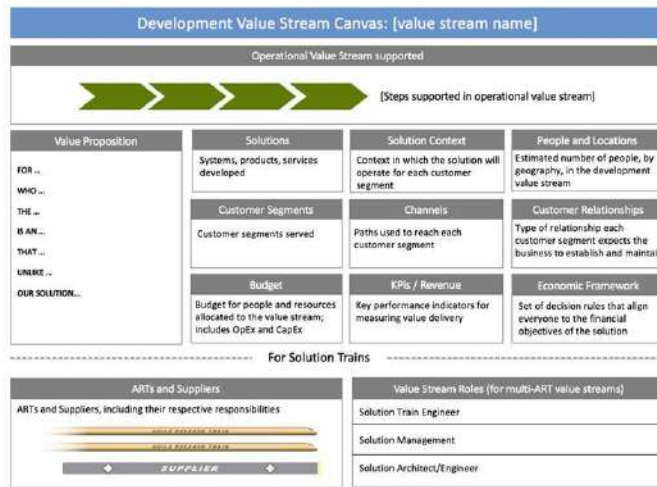 Development Value Stream Canvas: [value stream name]
Operational Value Stream supported
[Steps supported in operational value stream]
Value Proposition
FOR ...
WHO ...
THE ...
IS AN ...
THAT ...
UNLIKE ...
OUR SOLUTION...
Solutions
Systems, products, services
developed
Solution Context
Context in which the solution will
operate for each customer
segment
People and Locations
Estimated number of people, by
geography, in the development
value stream
Customer Segments
Customer segments served
Channels
Paths used to reach each
customer segment
Customer Relationships
Type of relationship each
customer segment expects the
business to establish and maintain
Budget
Budget for people and resources
allocated to the value stream;
includes OpEx and CapEx
KPIs / Revenue
Key performance indicators for
measuring value delivery
Economic Framework
Set of decision rules that align
everyone to the financial
objectives of the solution
For Solution Trains
ARTs and Suppliers
ARTs and Suppliers, including their respective responsibilities
AGILE RELEASE TRAIN
AGILE RELEASE TRAIN
SUPPLIER
Value Stream Roles (for multi-ART value streams)
Solution Train Engineer
Solution Management
Solution Architect/Engineer